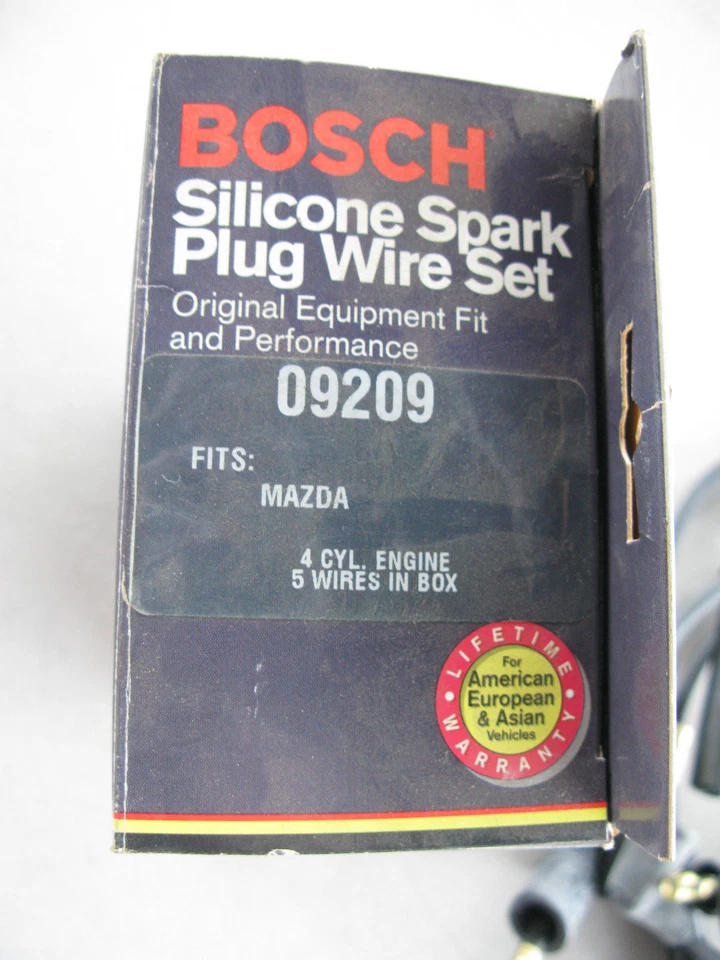 BOSCH
Silicone Spark
Plug Wire Set
Original Equipment Fit
and Performance
09209
FITS:
MAZDA
4 CYL. ENGINE
5 WIRES IN BOX
LIFETIME
For
American
European
& Asian
Vehicles
WARRANTY